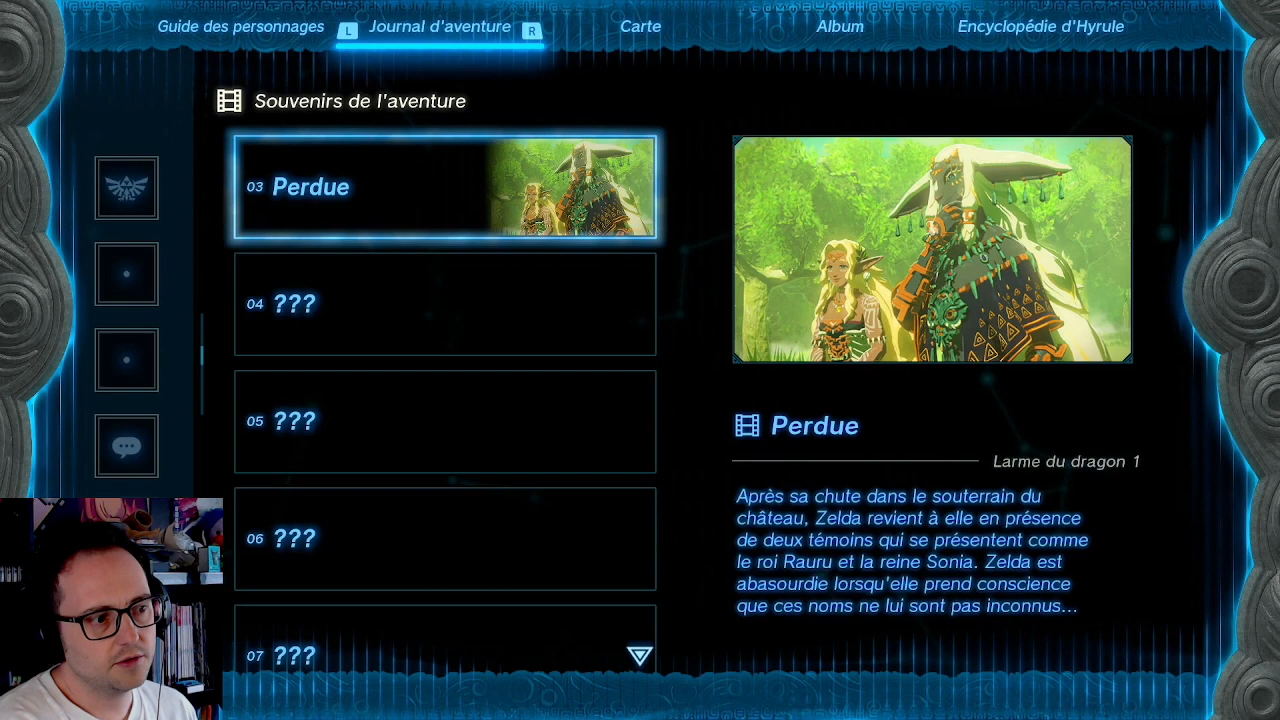 Guide des personnages
L
Journal d'aventure
R
Carte
Album
Encyclopédie d'Hyrule
Souvenirs de l'aventure
03 Perdue
04 ???
05 ???
06 ???
07 ???
Perdue
Larme du dragon 1
Après sa chute dans le souterrain du
château, Zelda revient à elle en présence
de deux témoins qui se présentent comme
le roi Rauru et la reine Sonia. Zelda est
abasourdie lorsqu'elle prend conscience
que ces noms ne lui sont pas inconnus...